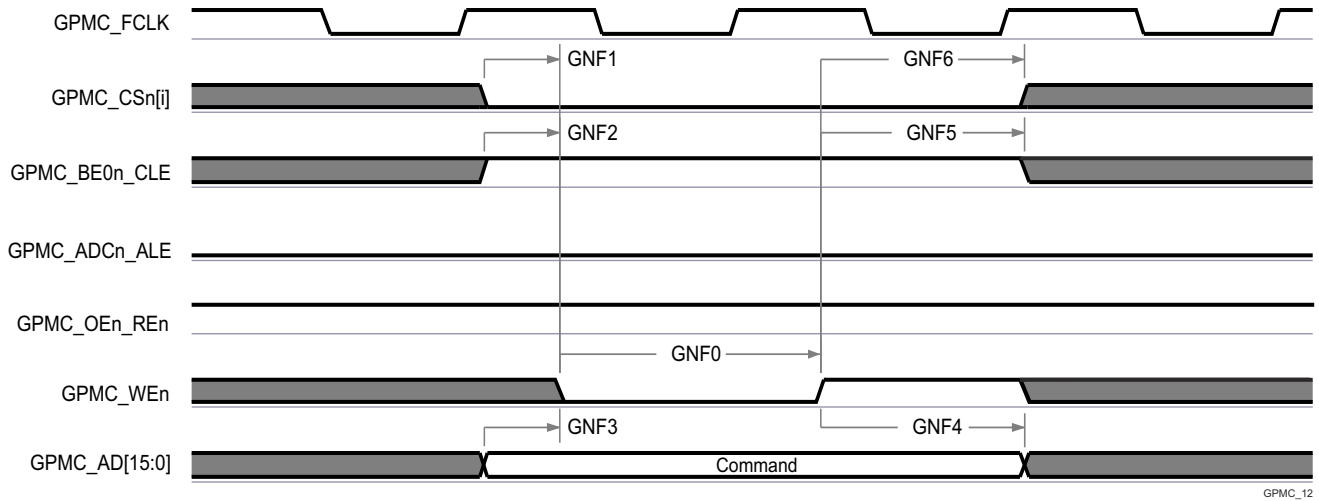 GPMC_FCLK
GNF1
GNF6
GPMC_CSn[i]
GNF2
GNF5
GPMC_BE0n_CLE
GPMC_ADCn_ALE
GPMC_OEn_REn
GNF0
GPMC_WEn
GNF3
GNF4
GPMC_AD[15:0]
Command
GPMC_12